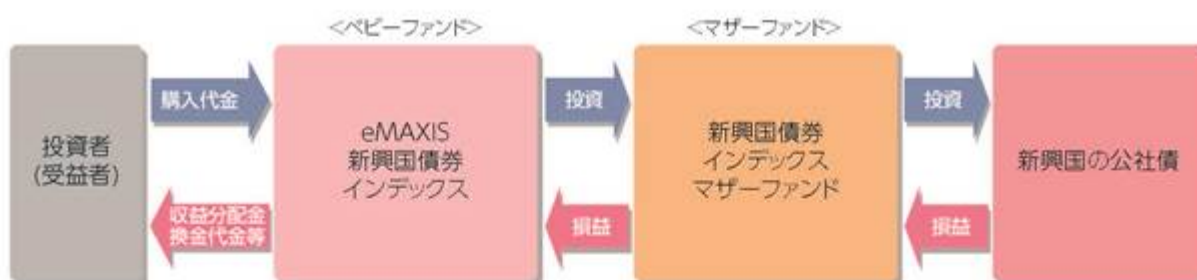 <ベビーファンド>
<マザーファンド>
投資者
(受益者)
購入代金
収益分配金
換金代金等
eMAXIS
新興国債券
インデックス
投資
損益
新興国債券
インデックス
マザーファンド
投資
損益
新興国の公社債